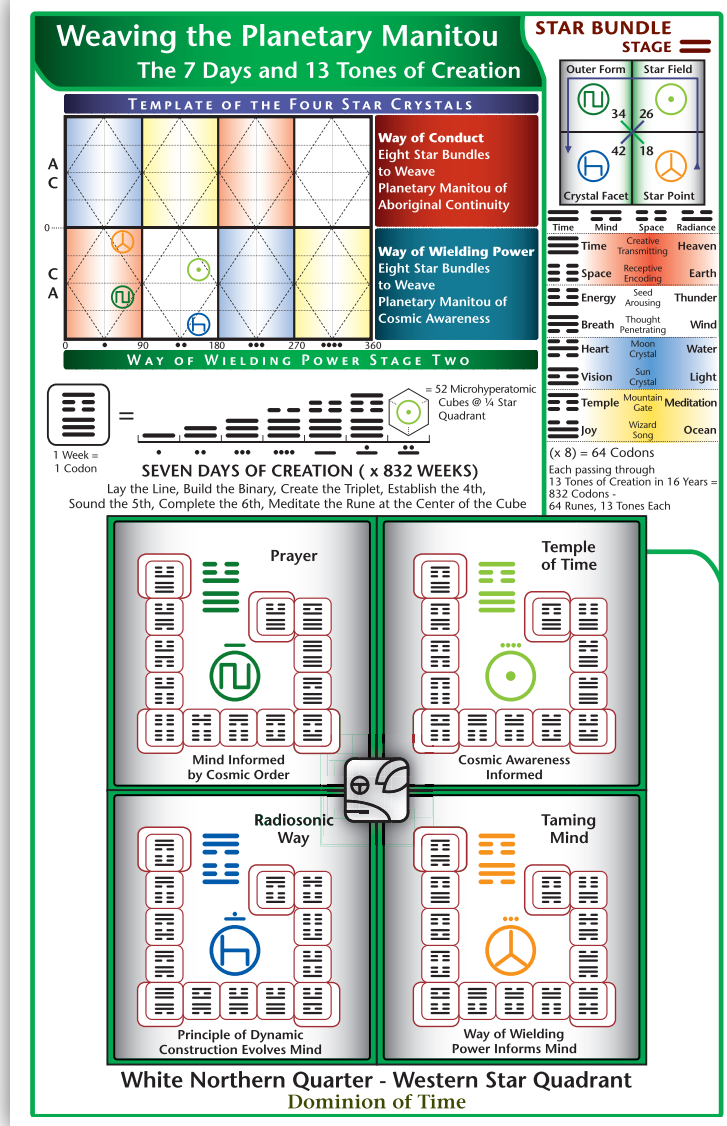 Weaving the Planetary Manitou
The 7 Days and 13 Tones of Creation
STAR BUNDLE
STAGE
TEMPLATE OF THE FOUR STAR CRYSTALS
A
C
0
C
A
0
90
180
270
360
Way of Conduct
Eight Star Bundles
to Weave
Planetary Manitou of
Aboriginal Continuity
Way of Wielding Power
Eight Star Bundles
to Weave
Planetary Manitou of
Cosmic Awareness
WAY OF WIELDING POWER STAGE TWO
Outer Form Star Field
34 26
42 18
Crystal Facet Star Point
Time Mind Space Radiance
Time Creative Transmitting Heaven
Space Receptive Encoding Earth
Energy Seed Arousing Thunder
Breath Thought Penetrating Wind
Heart Moon Crystal Water
Vision Sun Crystal Light
Temple Mountain Gate Meditation
Joy Wizard Song Ocean
(x 8) = 64 Codons
Each passing through
13 Tones of Creation in 16 Years =
832 Codons -
64 Runes, 13 Tones Each
1 Week =
1 Codon
=
= 52 Microhyperatomic
Cubes @ ¼ Star
Quadrant
SEVEN DAYS OF CREATION ( x 832 WEEKS)
Lay the Line, Build the Binary, Create the Triplet, Establish the 4th,
Sound the 5th, Complete the 6th, Meditate the Rune at the Center of the Cube
Prayer
Mind Informed
by Cosmic Order
Temple
of Time
Cosmic Awareness
Informed
Radiosonic
Way
Principle of Dynamic
Construction Evolves Mind
Taming
Mind
Way of Wielding
Power Informs Mind
White Northern Quarter - Western Star Quadrant
Dominion of Time